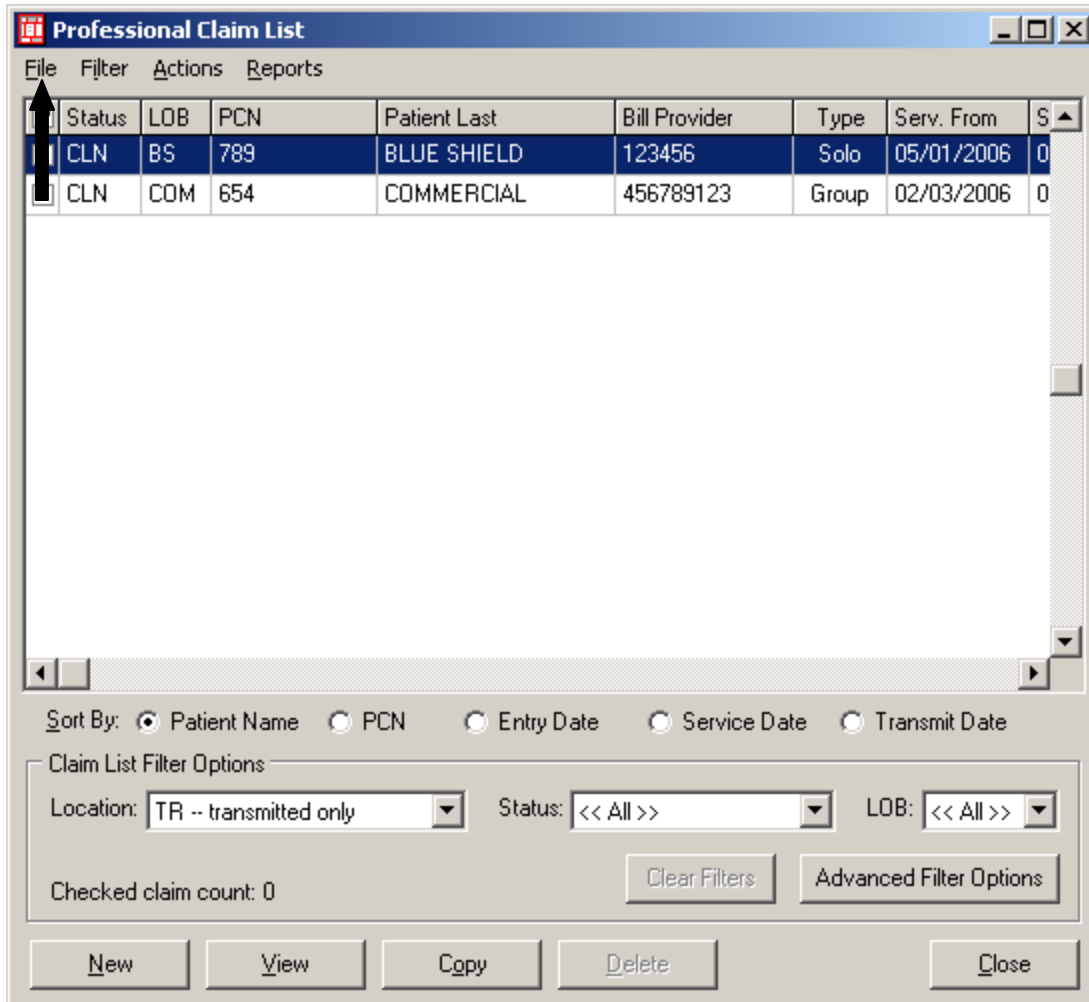 Professional Claim List
File Filter Actions Reports
Status LOB PCN Patient Last Bill Provider Type Serv. From S
CLN BS 789 BLUE SHIELD 123456 Solo 05/01/2006 0
CLN COM 654 COMMERCIAL 456789123 Group 02/03/2006 0
Sort By: Patient Name PCN Entry Date Service Date Transmit Date
Claim List Filter Options
Location: TR -- transmitted only Status: << All >> LOB: << All >>
Checked claim count: 0 Clear Filters Advanced Filter Options
New View Copy Delete Close